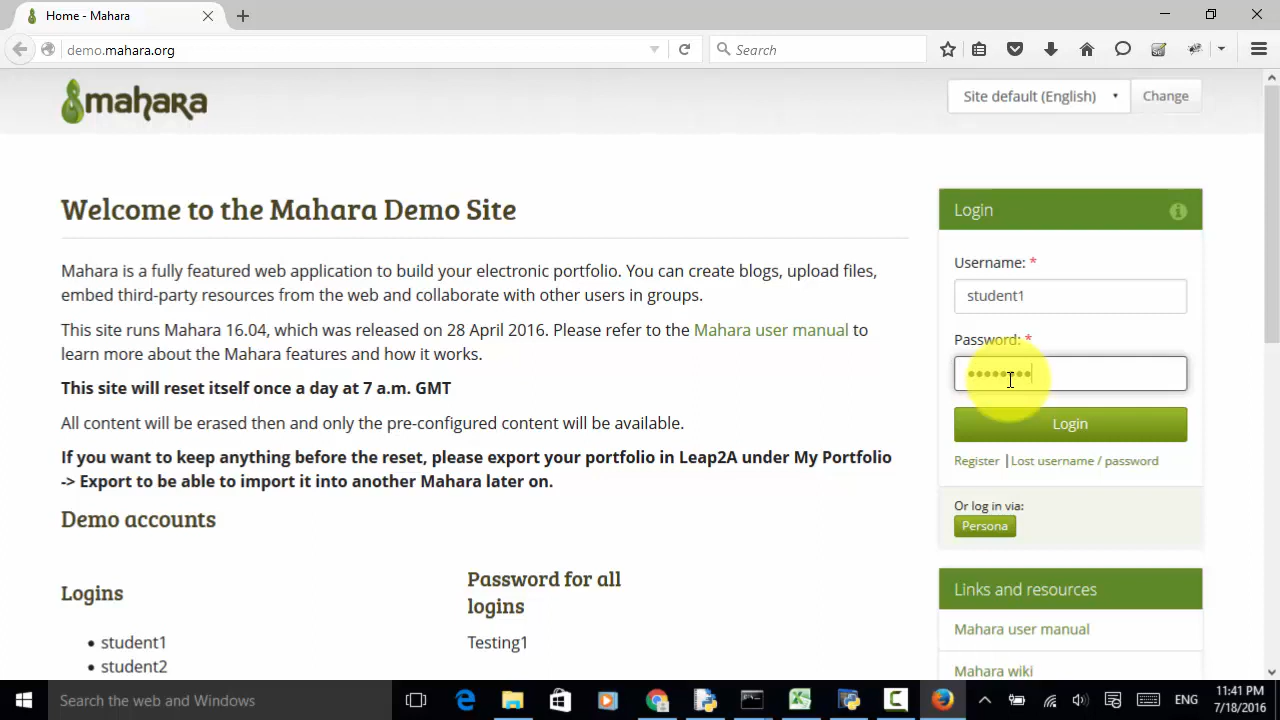 Home - Mahara
demo.mahara.org
Search
mahara
Site default (English)
Change
Welcome to the Mahara Demo Site
Mahara is a fully featured web application to build your electronic portfolio. You can create blogs, upload files,
embed third-party resources from the web and collaborate with other users in groups.
This site runs Mahara 16.04, which was released on 28 April 2016. Please refer to the Mahara user manual to
learn more about the Mahara features and how it works.
This site will reset itself once a day at 7 a.m. GMT
All content will be erased then and only the pre-configured content will be available.
If you want to keep anything before the reset, please export your portfolio in Leap2A under My Portfolio
-> Export to be able to import it into another Mahara later on.
Demo accounts
Logins
• student1
• student2
Password for all
logins
Testing1
Login
Username: *
student1
Password: *
••••••••
Login
Register | Lost username / password
Or log in via:
Persona
Links and resources
Mahara user manual
Mahara wiki
Search the web and Windows
ENG
11:41 PM
7/18/2016